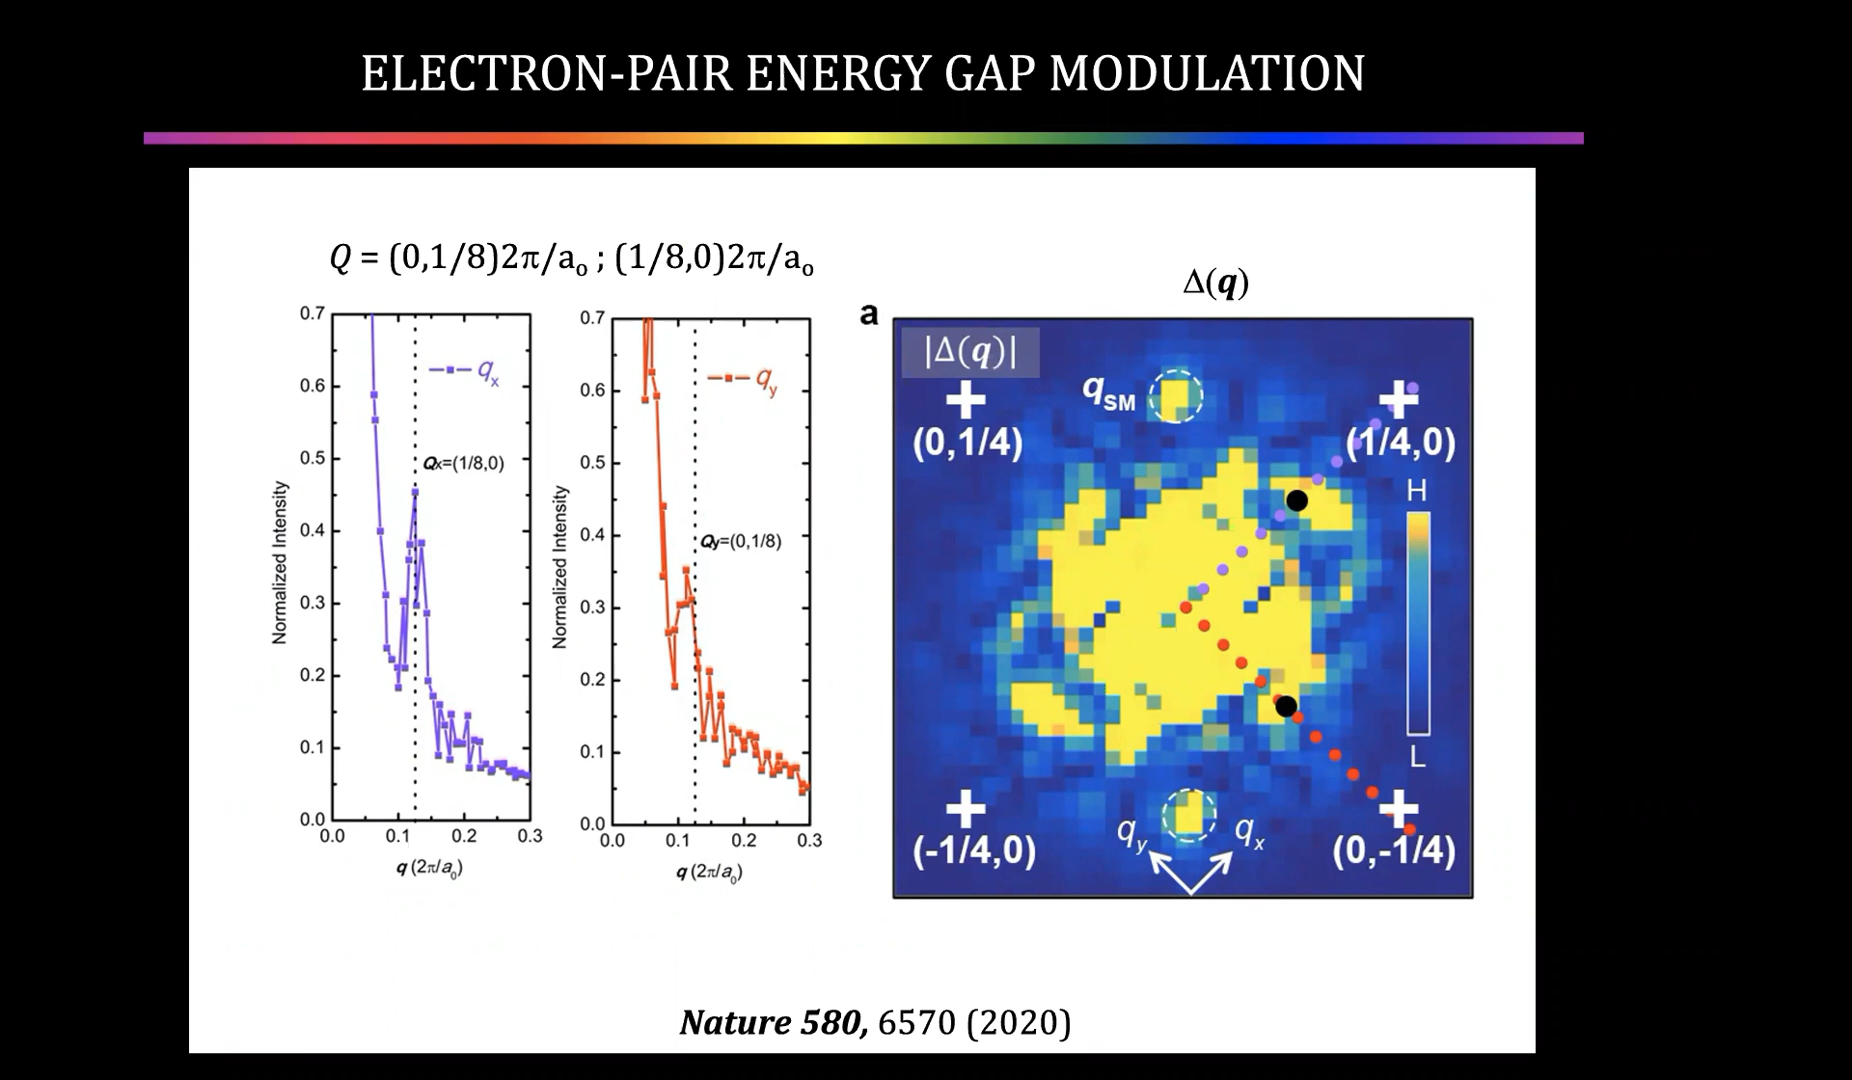 ELECTRON-PAIR ENERGY GAP MODULATION
Q = (0,1/8)2π/a₀ ; (1/8,0)2π/a₀
0.7
0.6
0.5
0.4
0.3
0.2
0.1
0.0
0.0 0.1 0.2 0.3
Normalized Intensity
q (2π/a₀)
qₓ
Qx=(1/8,0)
0.7
0.6
0.5
0.4
0.3
0.2
0.1
0.0
0.0 0.1 0.2 0.3
Normalized Intensity
q (2π/a₀)
q_y
Qy=(0,1/8)
Δ(q)
a
|Δ(q)|
q_SM
(0,1/4)
(1/4,0)
H
L
q_y qₓ
(-1/4,0)
(0,-1/4)
Nature 580, 6570 (2020)